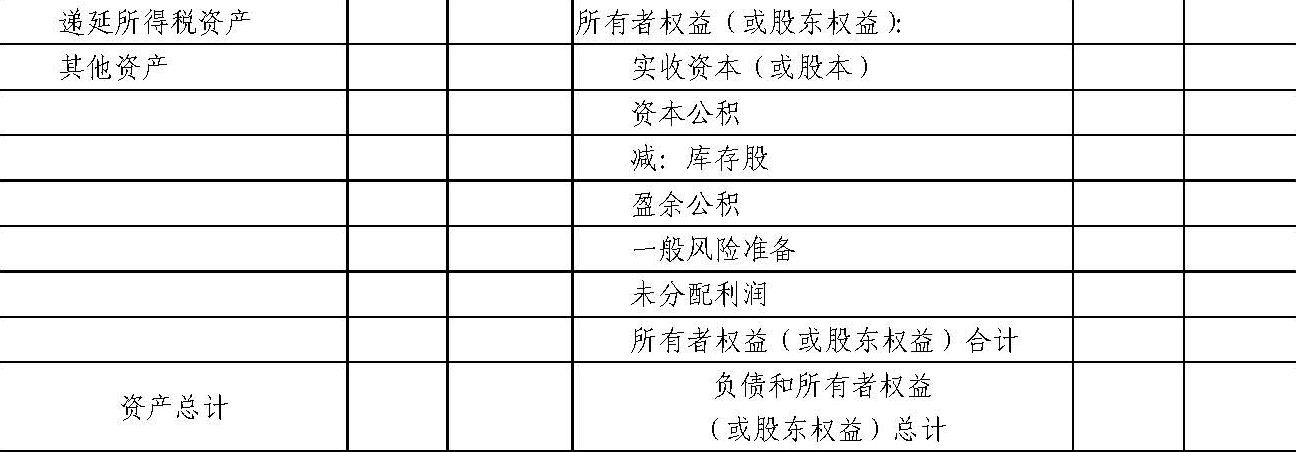 递延所得税资产 所有者权益（或股东权益）：
其他资产 实收资本（或股本）
资本公积
减：库存股
盈余公积
一般风险准备
未分配利润
所有者权益（或股东权益）合计
资产总计 负债和所有者权益
（或股东权益）总计